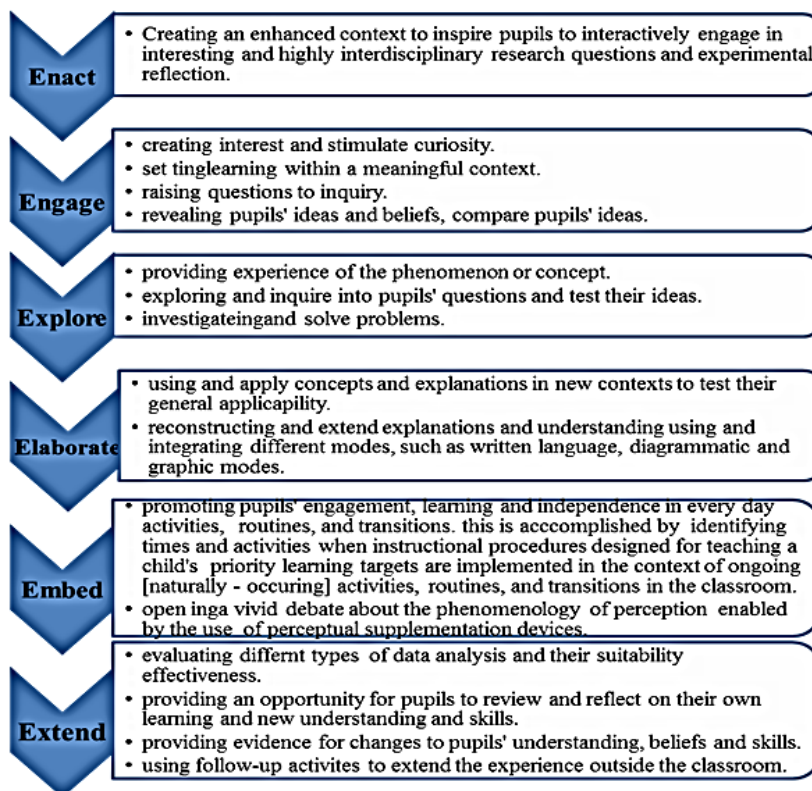 Enact
• Creating an enhanced context to inspire pupils to interactively engage in
interesting and highly interdisciplinary research questions and experimental
reflection.
Engage
• creating interest and stimulate curiosity.
• set tinglearning within a meaningful context.
• raising questions to inquiry.
• revealing pupils' ideas and beliefs, compare pupils' ideas.
Explore
• providing experience of the phenomenon or concept.
• exploring and inquire into pupils' questions and test their ideas.
• investigateingand solve problems.
Elaborate
• using and apply concepts and explanations in new contexts to test their
general applicapility.
• reconstructing and extend explanations and understanding using and
integrating different modes, such as written language, diagrammatic and
graphic modes.
Embed
• promoting pupils' engagement, learning and independence in every day
activities, routines, and transitions. this is acccomplished by identifying
times and activities when instructional procedures designed for teaching a
child's priority learning targets are implemented in the context of ongoing
[naturally - occuring] activities, routines, and transitions in the classroom.
• open inga vivid debate about the phenomenology of perception enabled
by the use of perceptual supplementation devices.
Extend
• evaluating differnt types of data analysis and their suitability
effectiveness.
• providing an opportunity for pupils to review and reflect on their own
learning and new understanding and skills.
• providing evidence for changes to pupils' understanding, beliefs and skills.
• using follow-up activites to extend the experience outside the classroom.